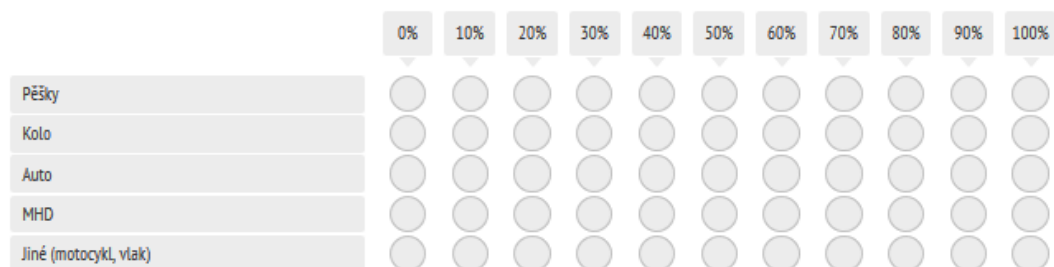 0% 10% 20% 30% 40% 50% 60% 70% 80% 90% 100%
Pěšky
Kolo
Auto
MHD
Jiné (motocykl, vlak)